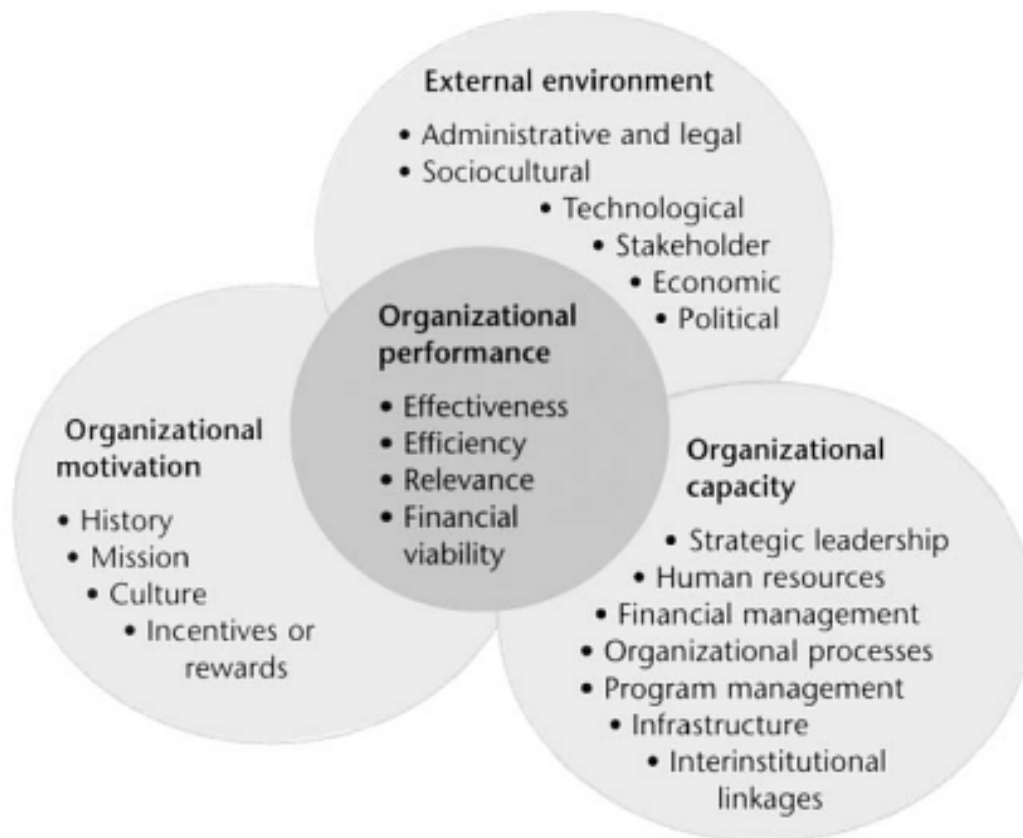 External environment
• Administrative and legal
• Sociocultural
• Technological
• Stakeholder
• Economic
• Political
Organizational
performance
• Effectiveness
• Efficiency
• Relevance
• Financial
viability
Organizational
motivation
• History
• Mission
• Culture
• Incentives or
rewards
Organizational
capacity
• Strategic leadership
• Human resources
• Financial management
• Organizational processes
• Program management
• Infrastructure
• Interinstitutional
linkages